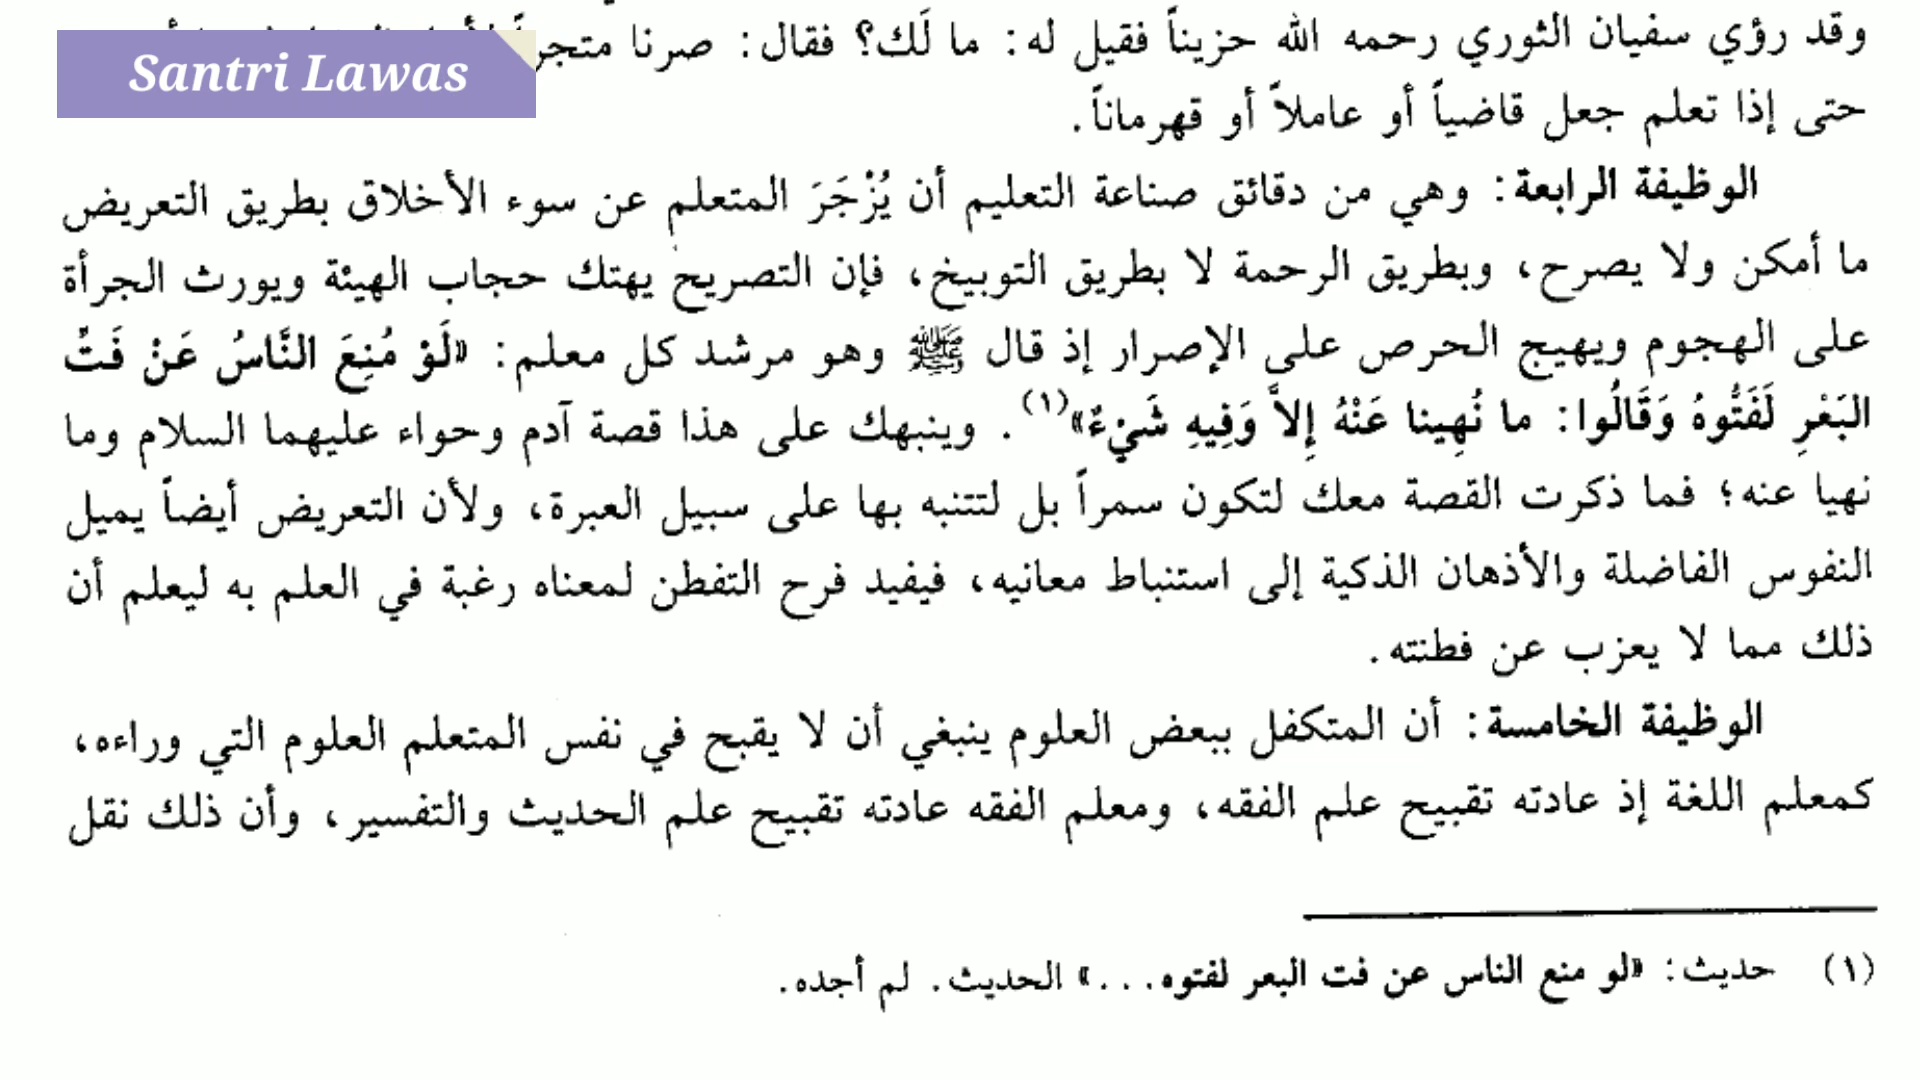 وقد رؤي سفيان الثوري رحمه الله حزيناً فقيل له: ما لَك؟ فقال: صرنا
Santri Lawas
حتى إذا تعلم جعل قاضياً أو عاملاً أو قهرماناً.
الوظيفة الرابعة: وهي من دقائق صناعة التعليم أن يُزْجَرَ المتعلم عن سوء الأخلاق بطريق التعريض
ما أمكن ولا يصرح، وبطريق الرحمة لا بطريق التوبيخ، فإن التصريح يهتك حجاب الهيئة ويورث الجرأة
على الهجوم ويهيج الحرص على الإصرار إذ قال ﷺ وهو مرشد كل معلم: «لَوْ مُنِعَ النَّاسُ عَنْ فَتِّ
البَعْرِ لَفَتُّوهُ وَقَالُوا: ما نُهِينا عَنْهُ إِلاَّ وَفِيهِ شَيْءٌ»(١). وينبهك على هذا قصة آدم وحواء عليهما السلام وما
نهيا عنه؛ فما ذكرت القصة معك لتكون سمراً بل لتتنبه بها على سبيل العبرة، ولأن التعريض أيضاً يميل
النفوس الفاضلة والأذهان الذكية إلى استنباط معانيه، فيفيد فرح التفطن لمعناه رغبة في العلم به ليعلم أن
ذلك مما لا يعزب عن فطنته.
الوظيفة الخامسة: أن المتكفل ببعض العلوم ينبغي أن لا يقبح في نفس المتعلم العلوم التي وراءه،
كمعلم اللغة إذ عادته تقبيح علم الفقه، ومعلم الفقه عادته تقبيح علم الحديث والتفسير، وأن ذلك نقل
(١) حديث: «لو منع الناس عن فت البعر لفتوه...» الحديث. لم أجده.